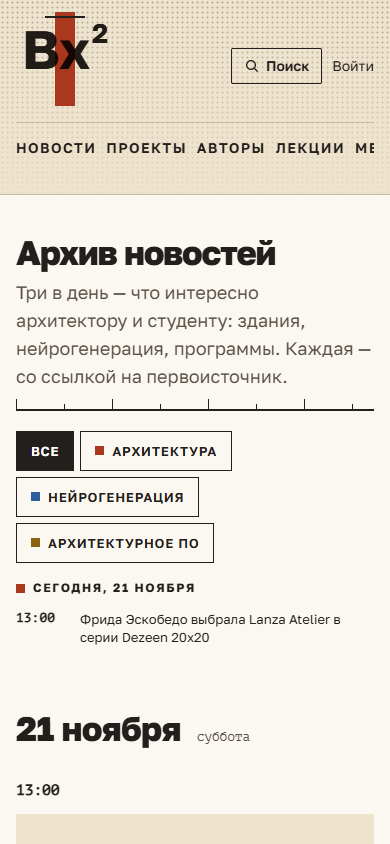 Вх²
Поиск
Войти
НОВОСТИ ПРОЕКТЫ АВТОРЫ ЛЕКЦИИ МЕ
Архив новостей
Три в день — что интересно
архитектору и студенту: здания,
нейрогенерация, программы. Каждая —
со ссылкой на первоисточник.
ВСЕ
АРХИТЕКТУРА
НЕЙРОГЕНЕРАЦИЯ
АРХИТЕКТУРНОЕ ПО
СЕГОДНЯ, 21 НОЯБРЯ
13:00 Фрида Эскобедо выбрала Lanza Atelier в
серии Dezeen 20x20
21 ноября суббота
13:00